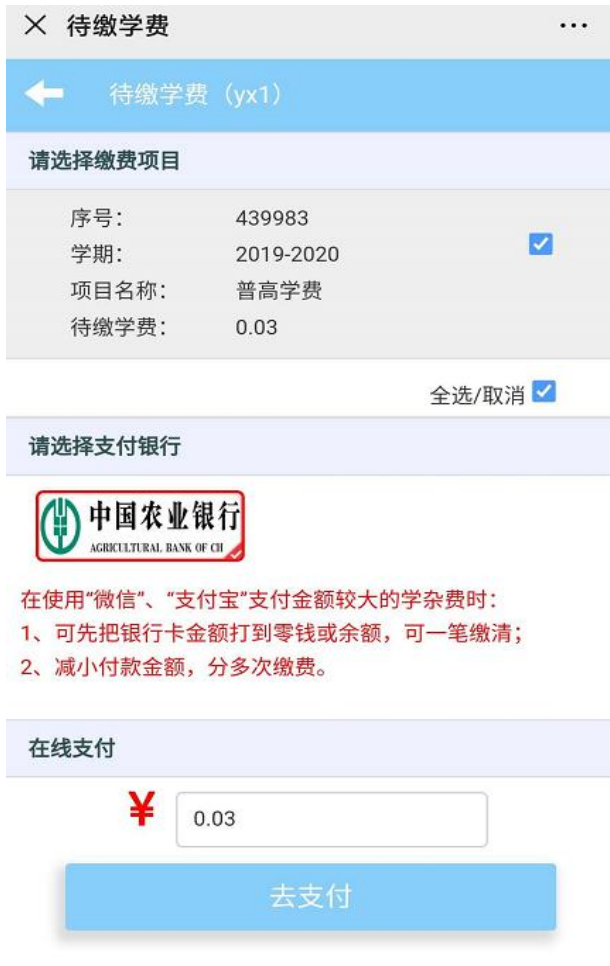 待缴学费
待缴学费（yx1）
请选择缴费项目
序号： 439983
学期： 2019-2020
项目名称： 普高学费
待缴学费： 0.03
全选/取消
请选择支付银行
中国农业银行
AGRICULTURAL BANK OF CH
在使用“微信”、“支付宝”支付金额较大的学杂费时：
1、可先把银行卡金额打到零钱或余额，可一笔缴清；
2、减小付款金额，分多次缴费。
在线支付
¥ 0.03
去支付